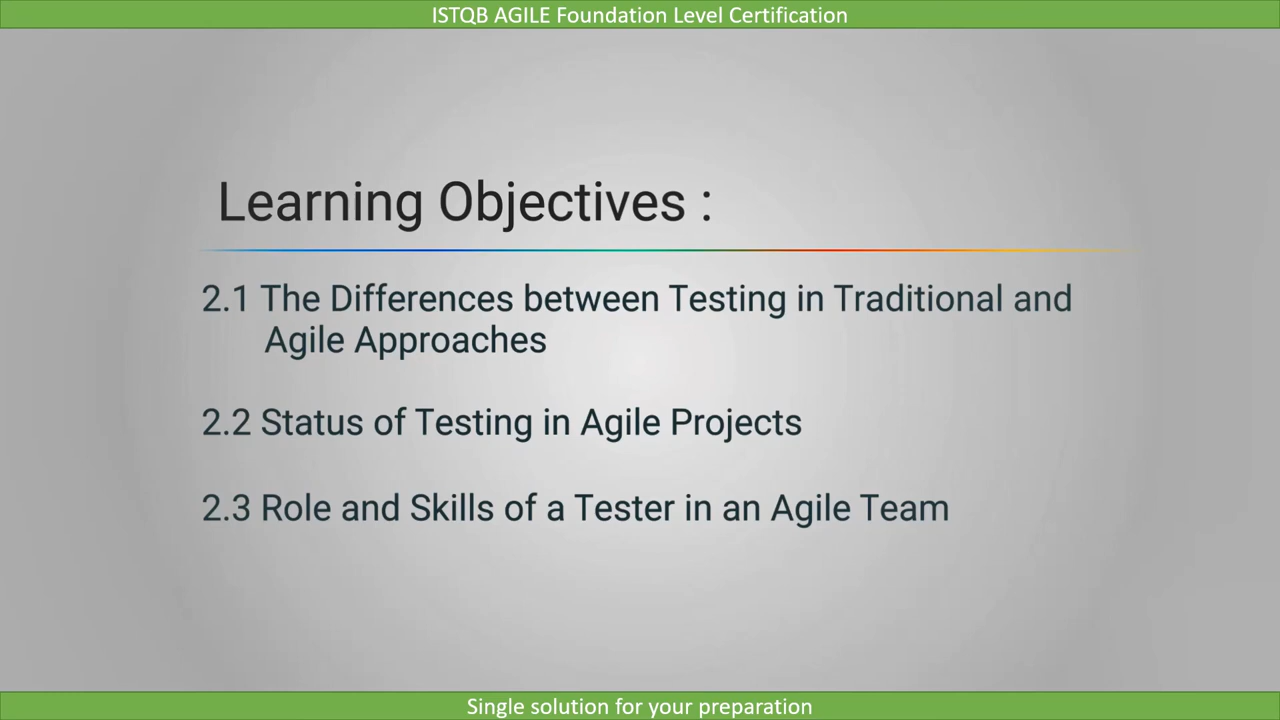 ISTQB AGILE Foundation Level Certification
Learning Objectives :
2.1 The Differences between Testing in Traditional and
Agile Approaches
2.2 Status of Testing in Agile Projects
2.3 Role and Skills of a Tester in an Agile Team
Single solution for your preparation